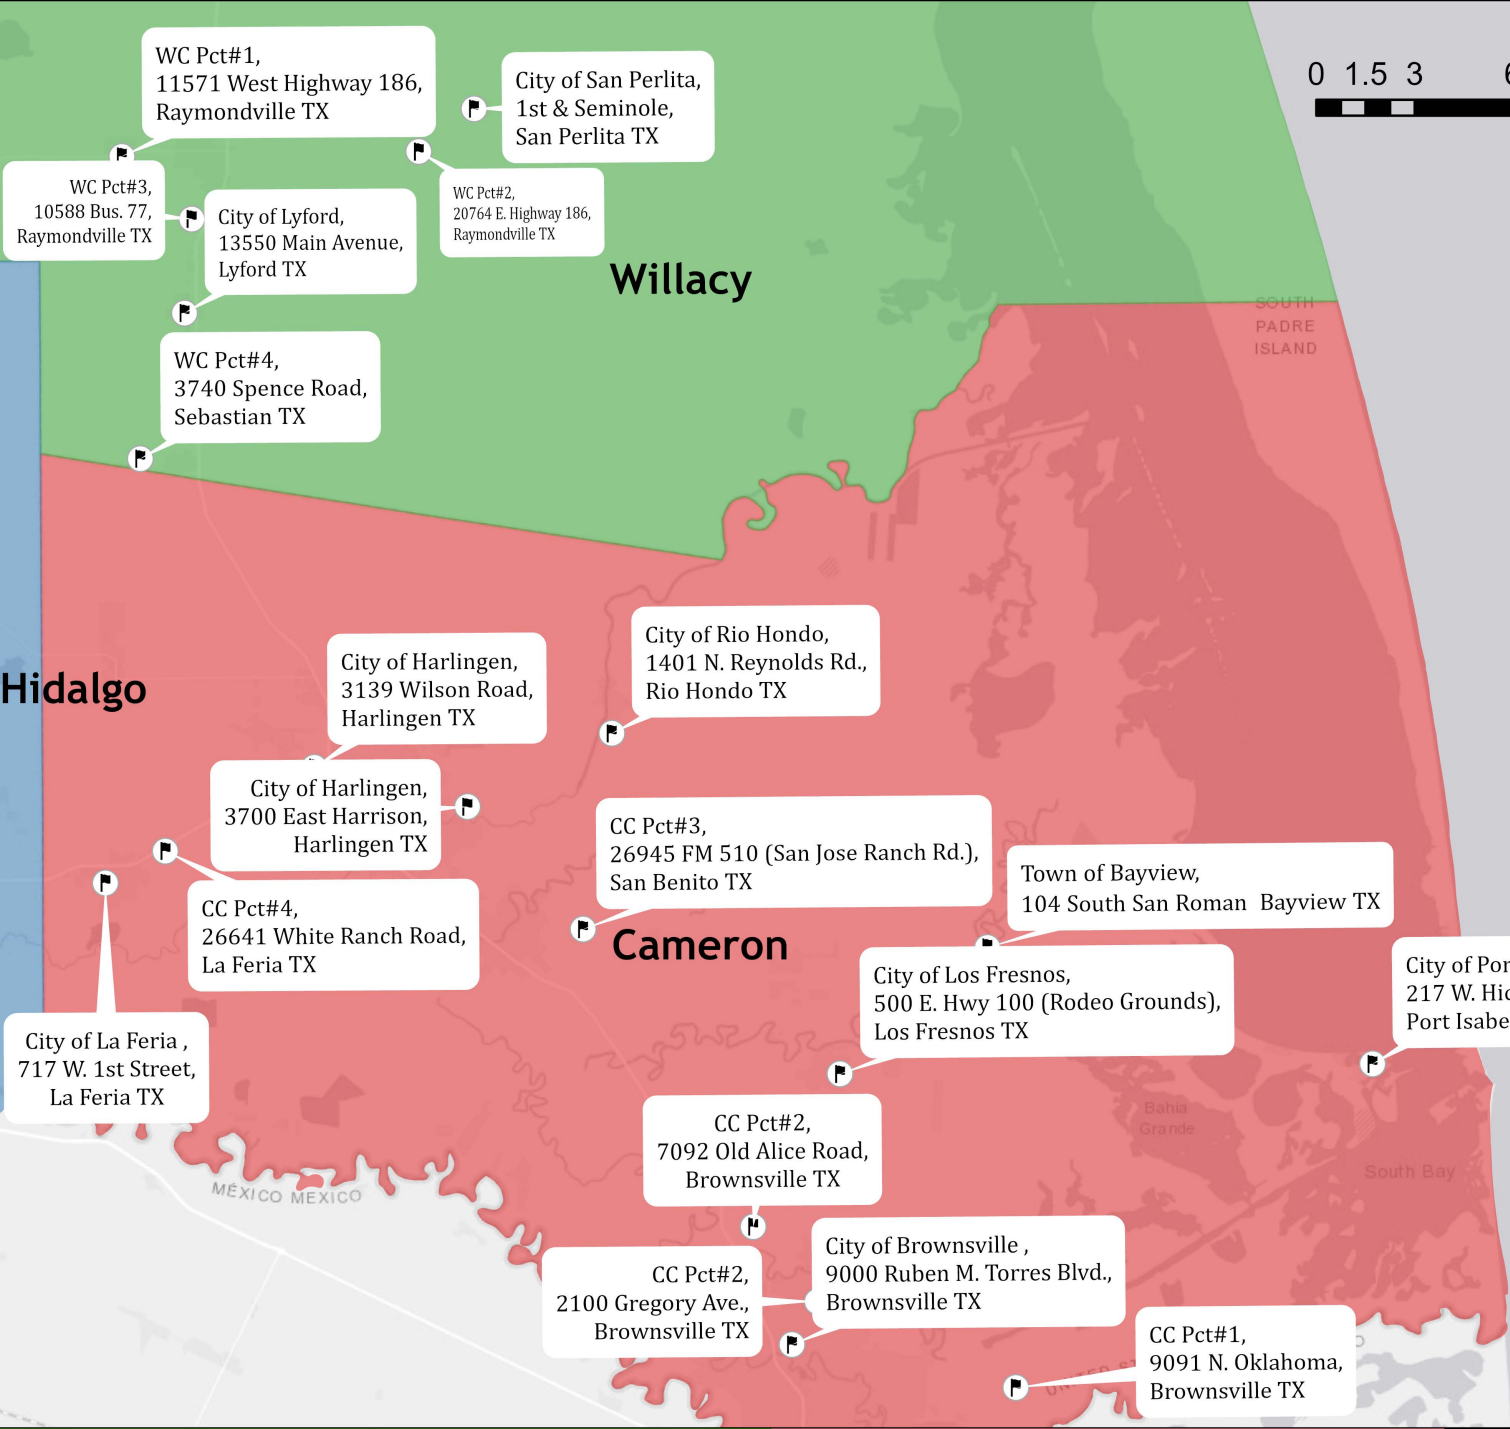 WC Pct#1,
11571 West Highway 186,
Raymondville TX
City of San Perlita,
1st & Seminole,
San Perlita TX
0 1.5 3
WC Pct#3,
10588 Bus. 77,
Raymondville TX
City of Lyford,
13550 Main Avenue,
Lyford TX
WC Pct#2,
20764 E. Highway 186,
Raymondville TX
Willacy
SOUTH
PADRE
ISLAND
WC Pct#4,
3740 Spence Road,
Sebastian TX
Hidalgo
City of Harlingen,
3139 Wilson Road,
Harlingen TX
City of Rio Hondo,
1401 N. Reynolds Rd.,
Rio Hondo TX
City of Harlingen,
3700 East Harrison,
Harlingen TX
CC Pct#3,
26945 FM 510 (San Jose Ranch Rd.),
San Benito TX
Town of Bayview,
104 South San Roman  Bayview TX
CC Pct#4,
26641 White Ranch Road,
La Feria TX
Cameron
City of Los Fresnos,
500 E. Hwy 100 (Rodeo Grounds),
Los Fresnos TX
City of Por
217 W. Hic
Port Isabe
City of La Feria ,
717 W. 1st Street,
La Feria TX
CC Pct#2,
7092 Old Alice Road,
Brownsville TX
Bahia
Grande
South Bay
MÉXICO MEXICO
City of Brownsville ,
9000 Ruben M. Torres Blvd.,
Brownsville TX
CC Pct#2,
2100 Gregory Ave.,
Brownsville TX
CC Pct#1,
9091 N. Oklahoma,
Brownsville TX
UNITED ST